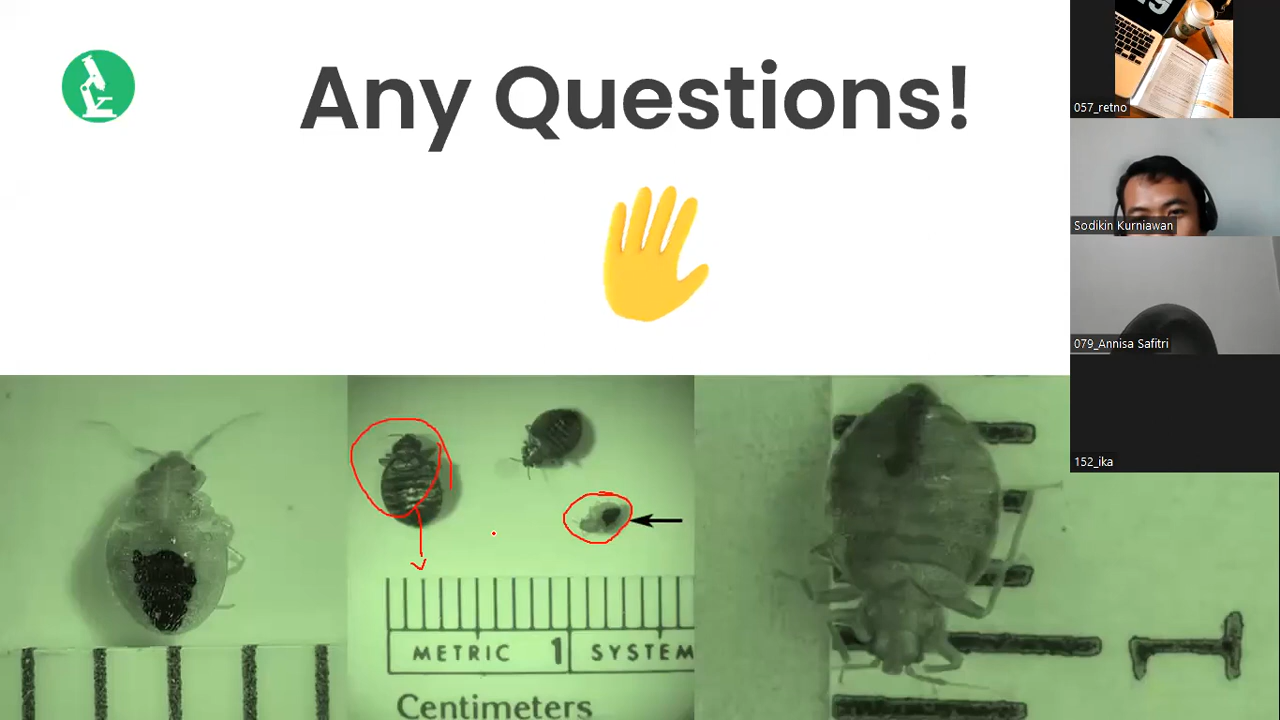 Any Questions!
METRIC 1 SYSTEM
Centimeters
057_retno
Sodikin Kurniawan
079_Annisa Safitri
152_ika